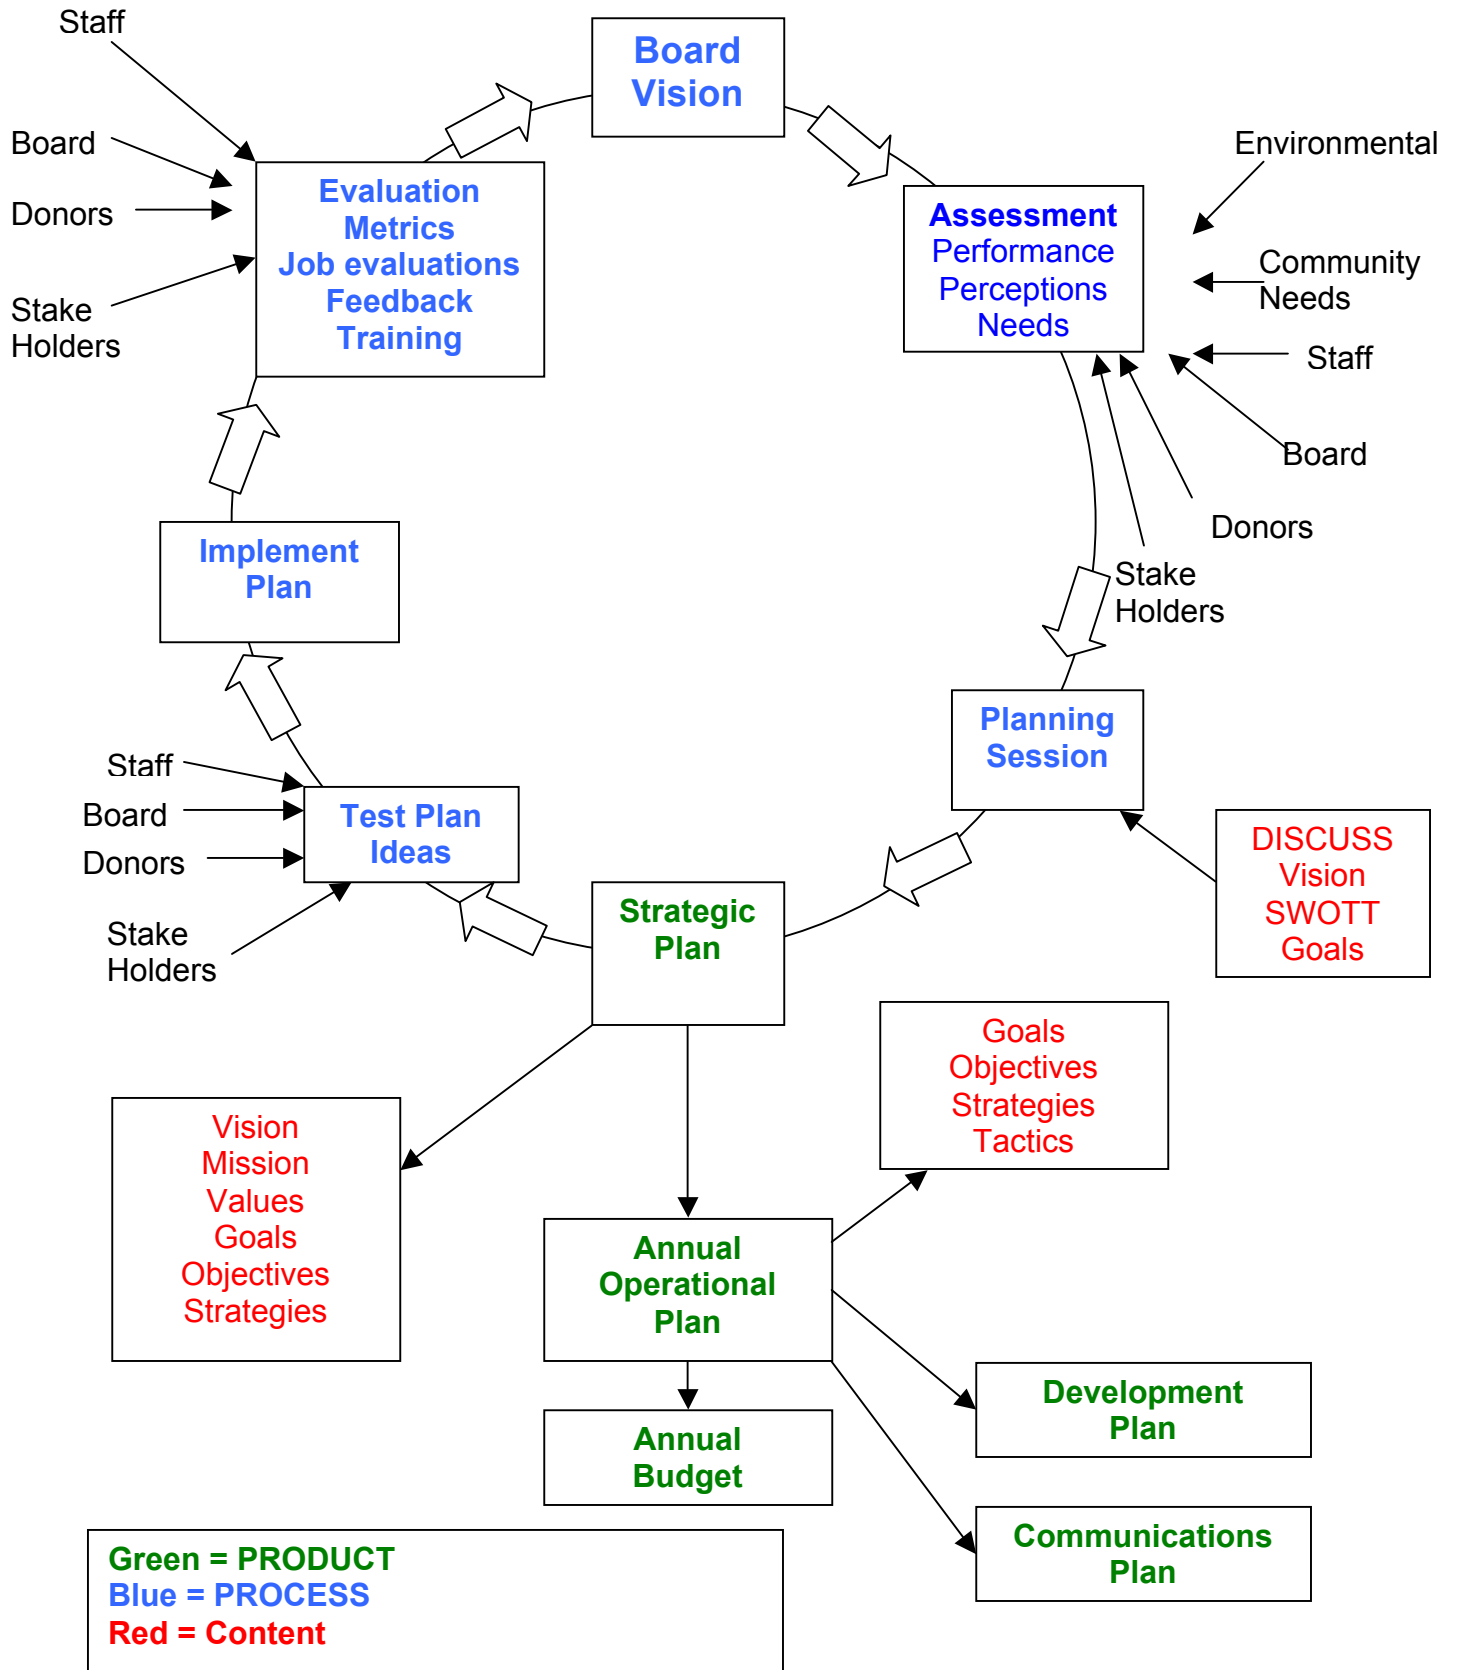 Staff
Board
Vision
Board
Environmental
Donors
Evaluation
Metrics
Job evaluations
Feedback
Training
Assessment
Performance
Perceptions
Needs
Community
Needs
Stake
Holders
Staff
Board
Donors
Implement
Plan
Stake
Holders
Planning
Session
Staff
Board
Donors
Test Plan
Ideas
DISCUSS
Vision
SWOTT
Goals
Stake
Holders
Strategic
Plan
Goals
Objectives
Strategies
Tactics
Vision
Mission
Values
Goals
Objectives
Strategies
Annual
Operational
Plan
Development
Plan
Annual
Budget
Communications
Plan
Green = PRODUCT
Blue = PROCESS
Red = Content